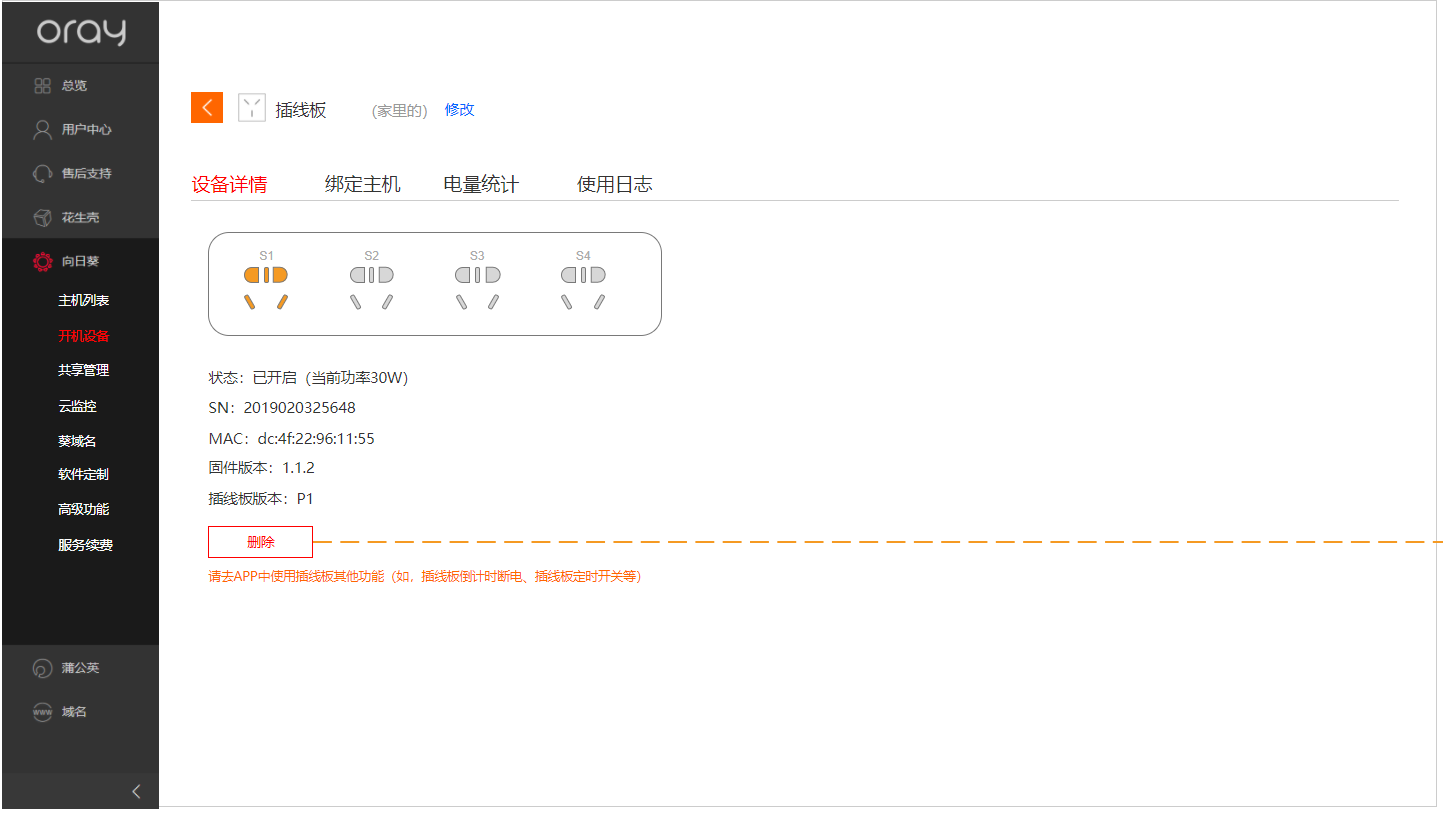 oray
总览
用户中心
售后支持
花生壳
向日葵
主机列表
开机设备
共享管理
云监控
葵域名
软件定制
高级功能
服务续费
蒲公英
www 域名
插线板 (家里的) 修改
设备详情 绑定主机 电量统计 使用日志
S1 S2 S3 S4
状态：已开启（当前功率30W）
SN：2019020325648
MAC：dc:4f:22:96:11:55
固件版本：1.1.2
插线板版本：P1
删除
请去APP中使用插线板其他功能（如，插线板倒计时断电、插线板定时开关等）